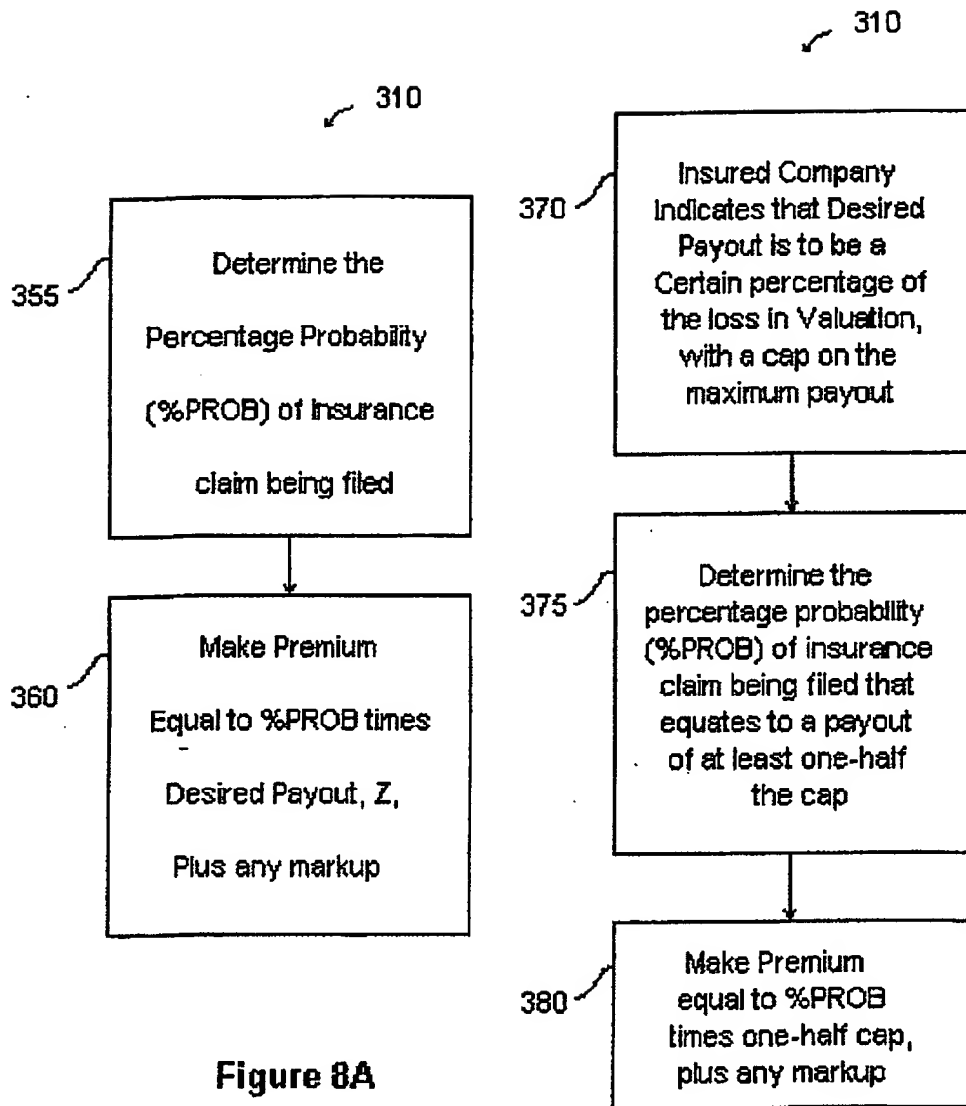 310
355
Determine the
Percentage Probability
(%PROB) of insurance
claim being filed
360
Make Premium
Equal to %PROB times
Desired Payout, Z,
Plus any markup
Figure 8A
310
370
Insured Company
Indicates that Desired
Payout is to be a
Certain percentage of
the loss in Valuation,
with a cap on the
maximum payout
375
Determine the
percentage probability
(%PROB) of insurance
claim being filed that
equates to a payout
of at least one-half
the cap
380
Make Premium
equal to %PROB
times one-half cap,
plus any markup